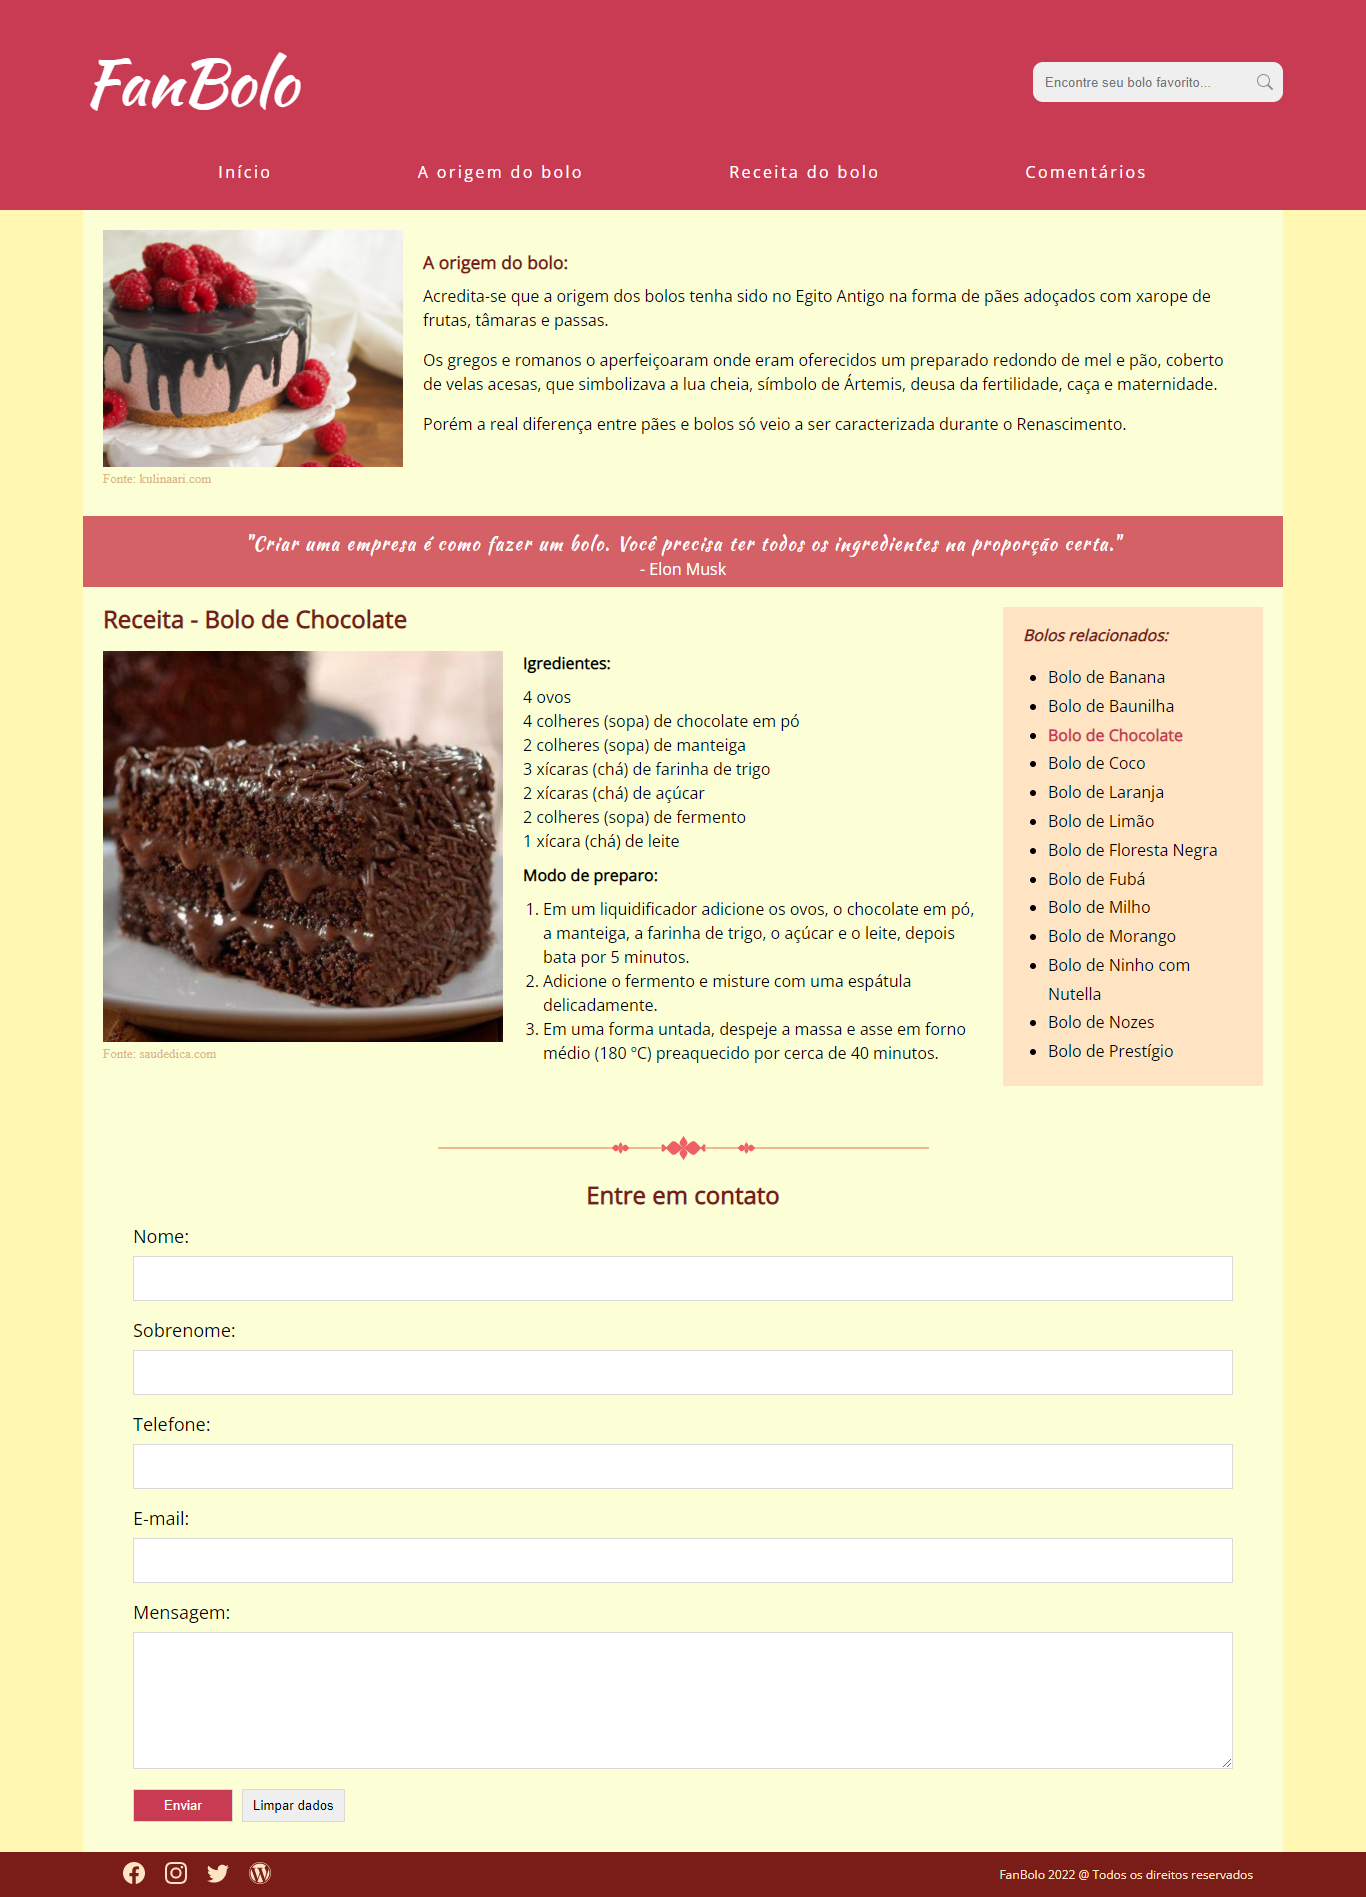 FanBolo
Encontre seu bolo favorito...
Início
A origem do bolo
Receita do bolo
Comentários
A origem do bolo:
Acredita-se que a origem dos bolos tenha sido no Egito Antigo na forma de pães adoçados com xarope de
frutas, tâmaras e passas.
Os gregos e romanos o aperfeiçoaram onde eram oferecidos um preparado redondo de mel e pão, coberto
de velas acesas, que simbolizava a lua cheia, símbolo de Ártemis, deusa da fertilidade, caça e maternidade.
Porém a real diferença entre pães e bolos só veio a ser caracterizada durante o Renascimento.
Fonte: kulinaari.com
"Criar uma empresa é como fazer um bolo. Você precisa ter todos os ingredientes na proporção certa."
- Elon Musk
Receita - Bolo de Chocolate
Igredientes:
4 ovos
4 colheres (sopa) de chocolate em pó
2 colheres (sopa) de manteiga
3 xícaras (chá) de farinha de trigo
2 xícaras (chá) de açúcar
2 colheres (sopa) de fermento
1 xícara (chá) de leite
Modo de preparo:
1. Em um liquidificador adicione os ovos, o chocolate em pó,
a manteiga, a farinha de trigo, o açúcar e o leite, depois
bata por 5 minutos.
2. Adicione o fermento e misture com uma espátula
delicadamente.
3. Em uma forma untada, despeje a massa e asse em forno
médio (180 ºC) preaquecido por cerca de 40 minutos.
Fonte: saudedica.com
Bolos relacionados:
Bolo de Banana
Bolo de Baunilha
Bolo de Chocolate
Bolo de Coco
Bolo de Laranja
Bolo de Limão
Bolo de Floresta Negra
Bolo de Fubá
Bolo de Milho
Bolo de Morango
Bolo de Ninho com
Nutella
Bolo de Nozes
Bolo de Prestígio
Entre em contato
Nome:
Sobrenome:
Telefone:
E-mail:
Mensagem:
Enviar
Limpar dados
FanBolo 2022 @ Todos os direitos reservados